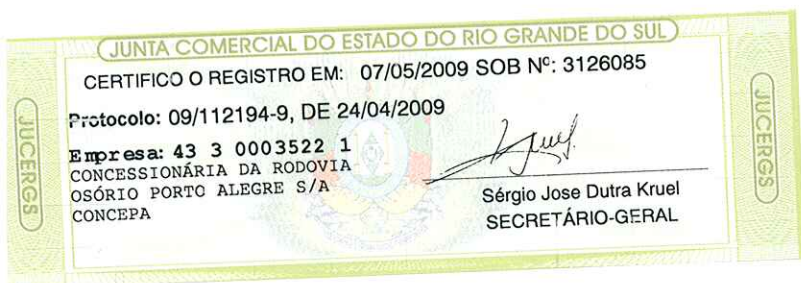 JUNTA COMERCIAL DO ESTADO DO RIO GRANDE DO SUL
CERTIFICO O REGISTRO EM: 07/05/2009 SOB Nº: 3126085
Protocolo: 09/112194-9, DE 24/04/2009
Empresa: 43 3 0003522 1
CONCESSIONÁRIA DA RODOVIA
OSÓRIO PORTO ALEGRE S/A
CONCEPA
Kruel
Sérgio Jose Dutra Kruel
SECRETÁRIO-GERAL
JUCERGS
JUCERGS